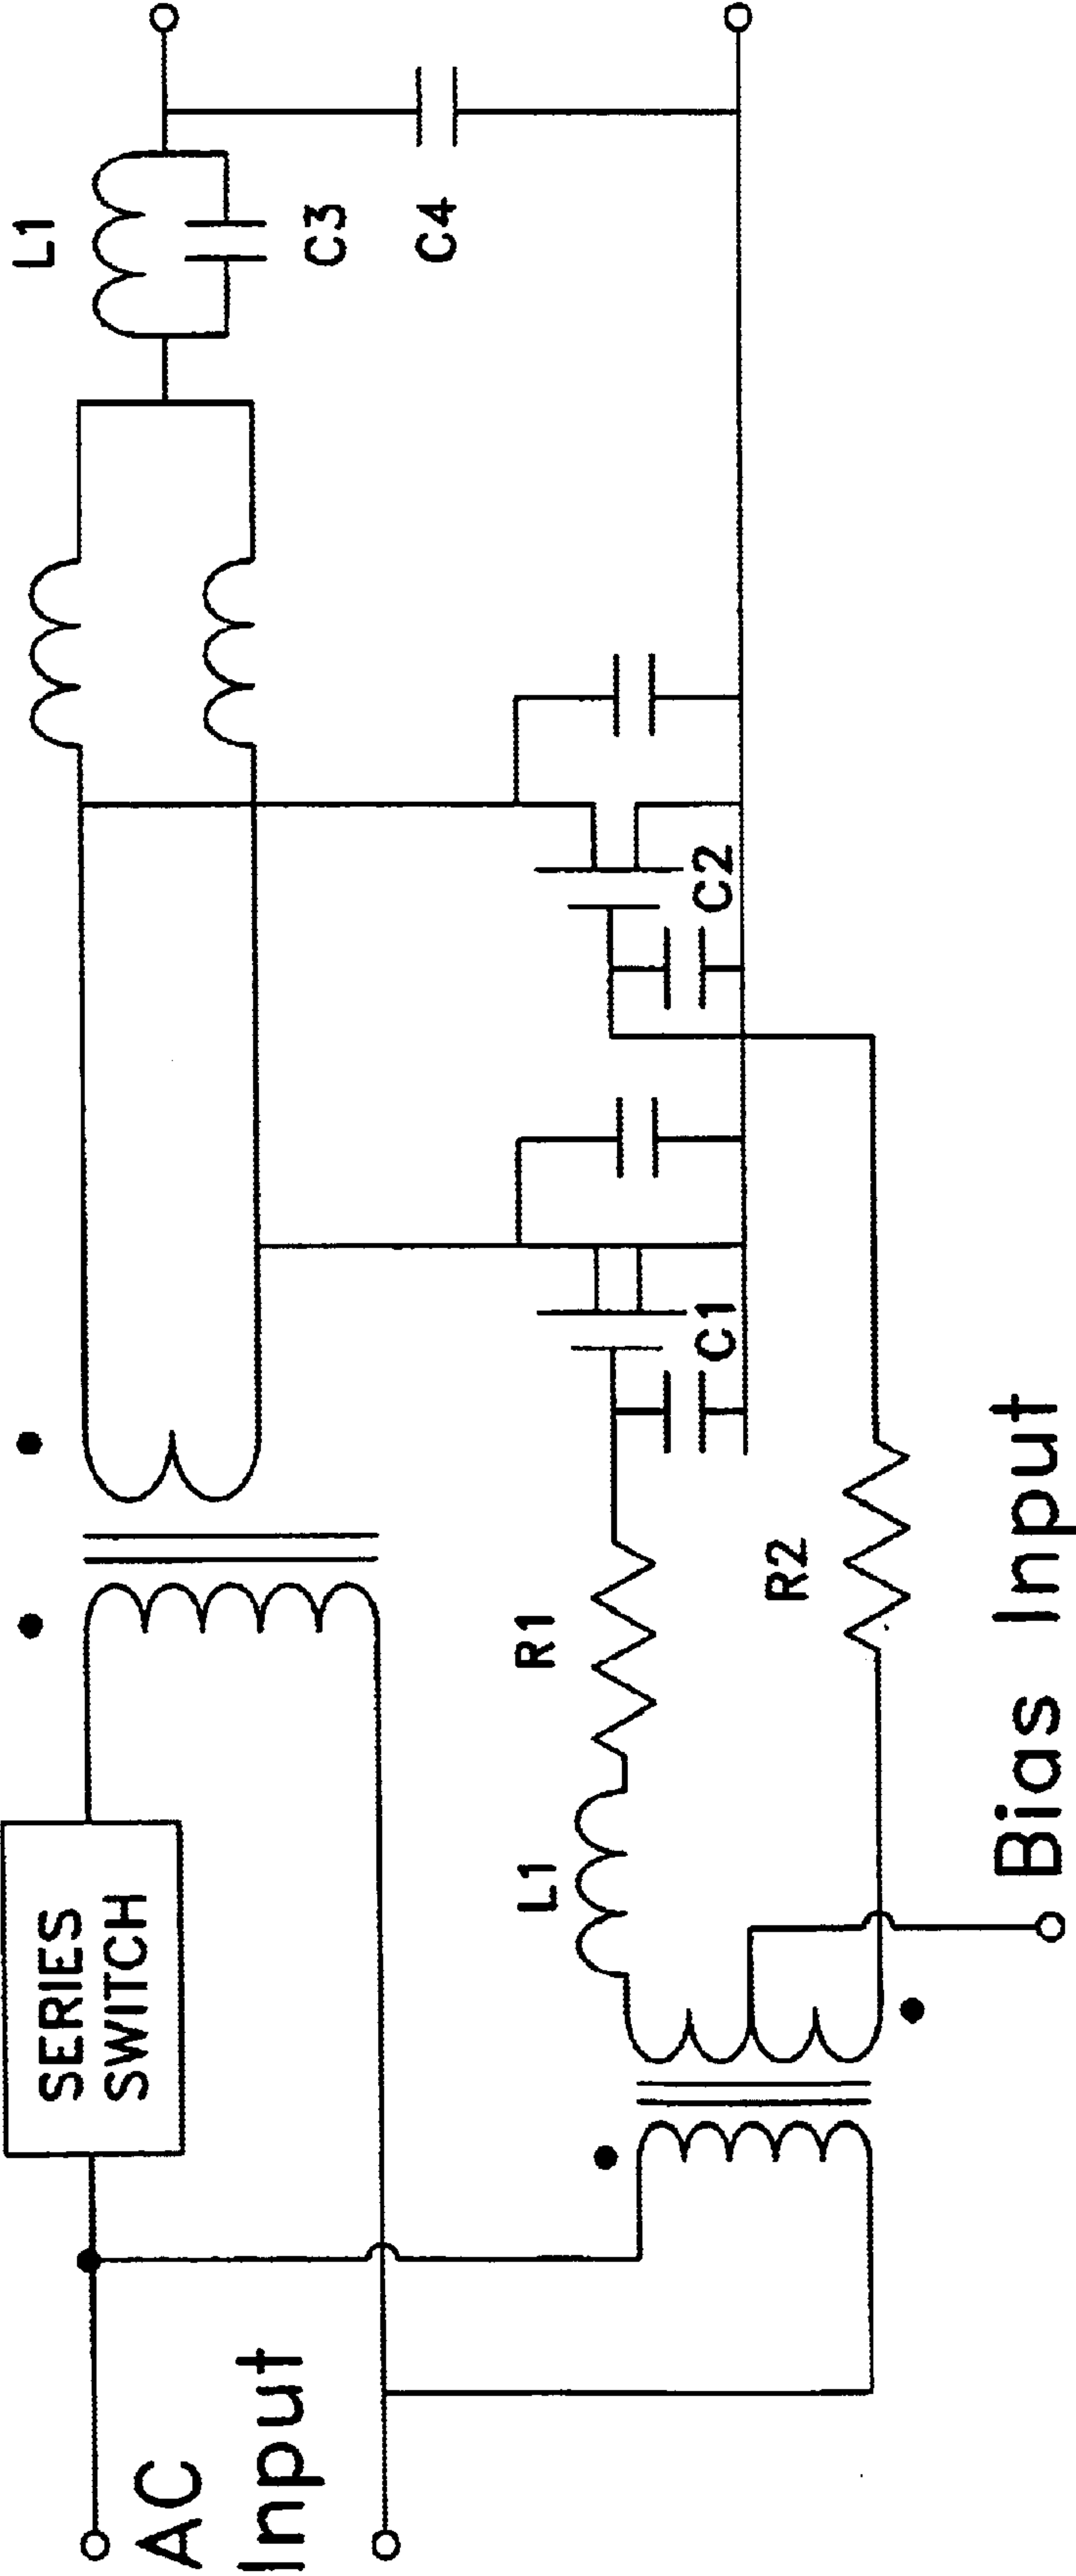 SERIES
SWITCH
L1
C3
C4
AC
Input
L1
R1
C1
C2
R2
Bias Input